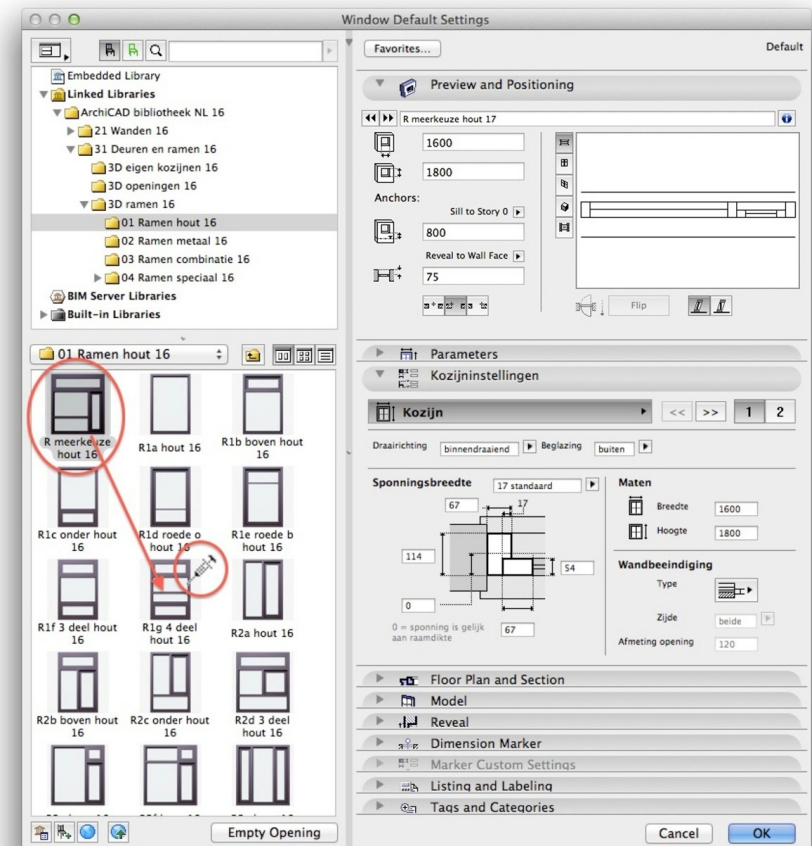 Window Default Settings
Embedded Library
Linked Libraries
ArchiCAD bibliotheek NL 16
21 Wanden 16
31 Deuren en ramen 16
3D eigen kozijnen 16
3D openingen 16
3D ramen 16
01 Ramen hout 16
02 Ramen metaal 16
03 Ramen combinatie 16
04 Ramen speciaal 16
BIM Server Libraries
Built-in Libraries
01 Ramen hout 16
R meerkeuze hout 16
R1a hout 16
R1b boven hout 16
R1c onder hout 16
R1d roede o hout 16
R1e roede b hout 16
R1f 3 deel hout 16
R1g 4 deel hout 16
R2a hout 16
R2b boven hout 16
R2c onder hout 16
R2d 3 deel hout 16
Empty Opening
Favorites...
Default
Preview and Positioning
R meerkeuze hout 17
1600
1800
Anchors:
Sill to Story 0
800
Reveal to Wall Face
75
Flip
Parameters
Kozijninstellingen
Kozijn
<< >> 1 2
Draairichting binnendraaiend Beglazing buiten
Sponningsbreedte 17 standaard
67 17
114
54
0
0 = sponning is gelijk aan raamdikte
67
Maten
Breedte 1600
Hoogte 1800
Wandbeeindiging
Type
Zijde beide
Afmeting opening 120
Floor Plan and Section
Model
Reveal
Dimension Marker
Marker Custom Settings
Listing and Labeling
Tags and Categories
Cancel OK